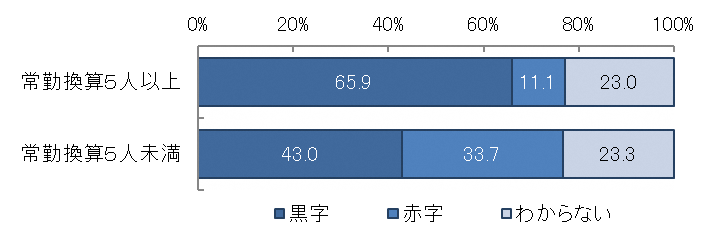 0% 20% 40% 60% 80% 100%
常勤換算5人以上 65.9 11.1 23.0
常勤換算5人未満 43.0 33.7 23.3
黒字 赤字 わからない